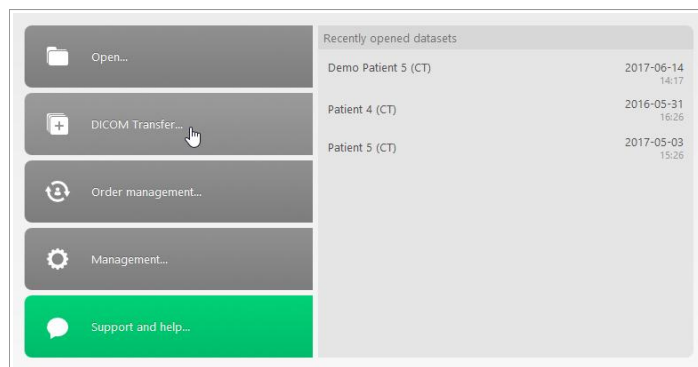 Open...
DICOM Transfer...
Order management...
Management...
Support and help...
Recently opened datasets
Demo Patient 5 (CT) 2017-06-14
14:17
Patient 4 (CT) 2016-05-31
16:26
Patient 5 (CT) 2017-05-03
15:26